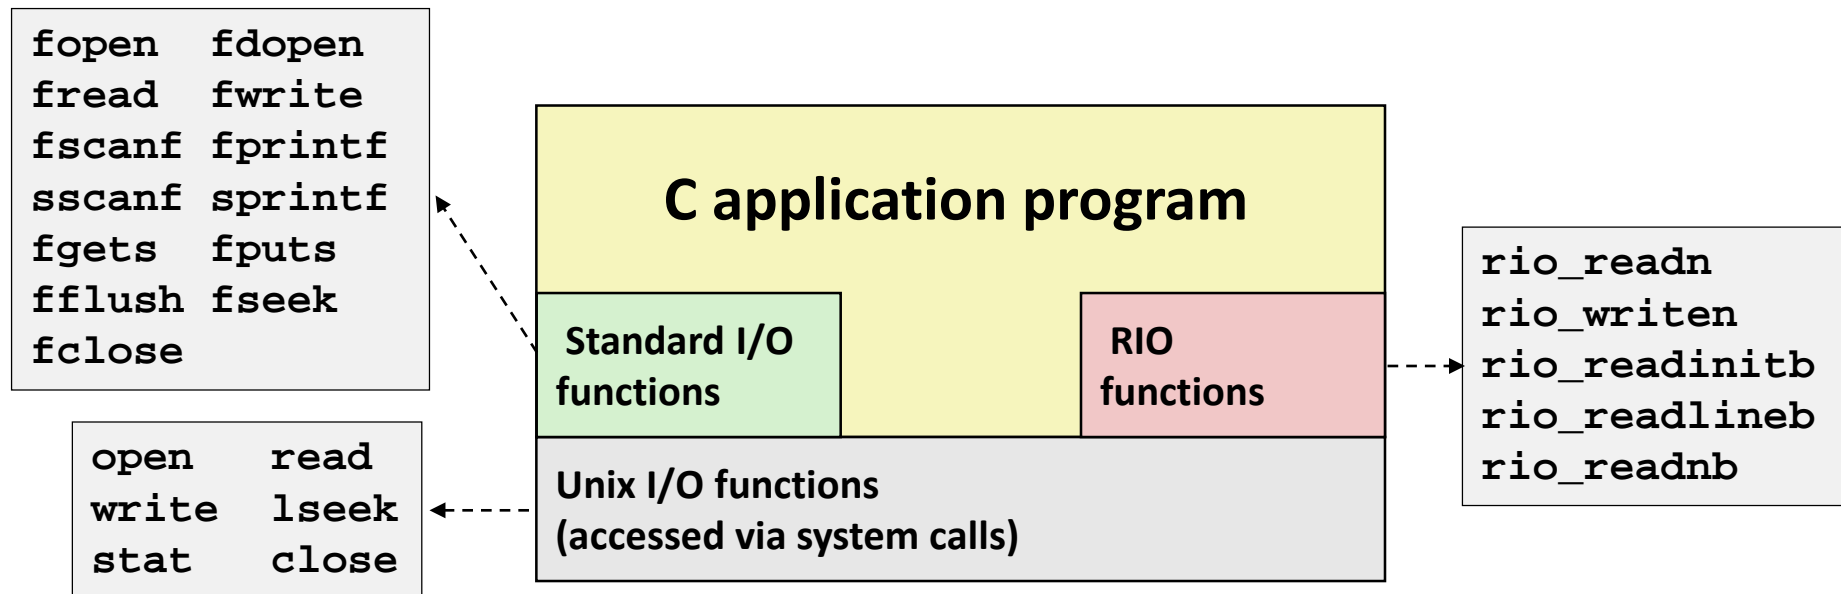 fopen fdopen
fread fwrite
fscanf fprintf
sscanf sprintf
fgets fputs
fflush fseek
fclose
C application program
Standard I/O
functions
RIO
functions
rio_readn
rio_writen
rio_readinitb
rio_readlineb
rio_readnb
open read
write lseek
stat close
Unix I/O functions
(accessed via system calls)